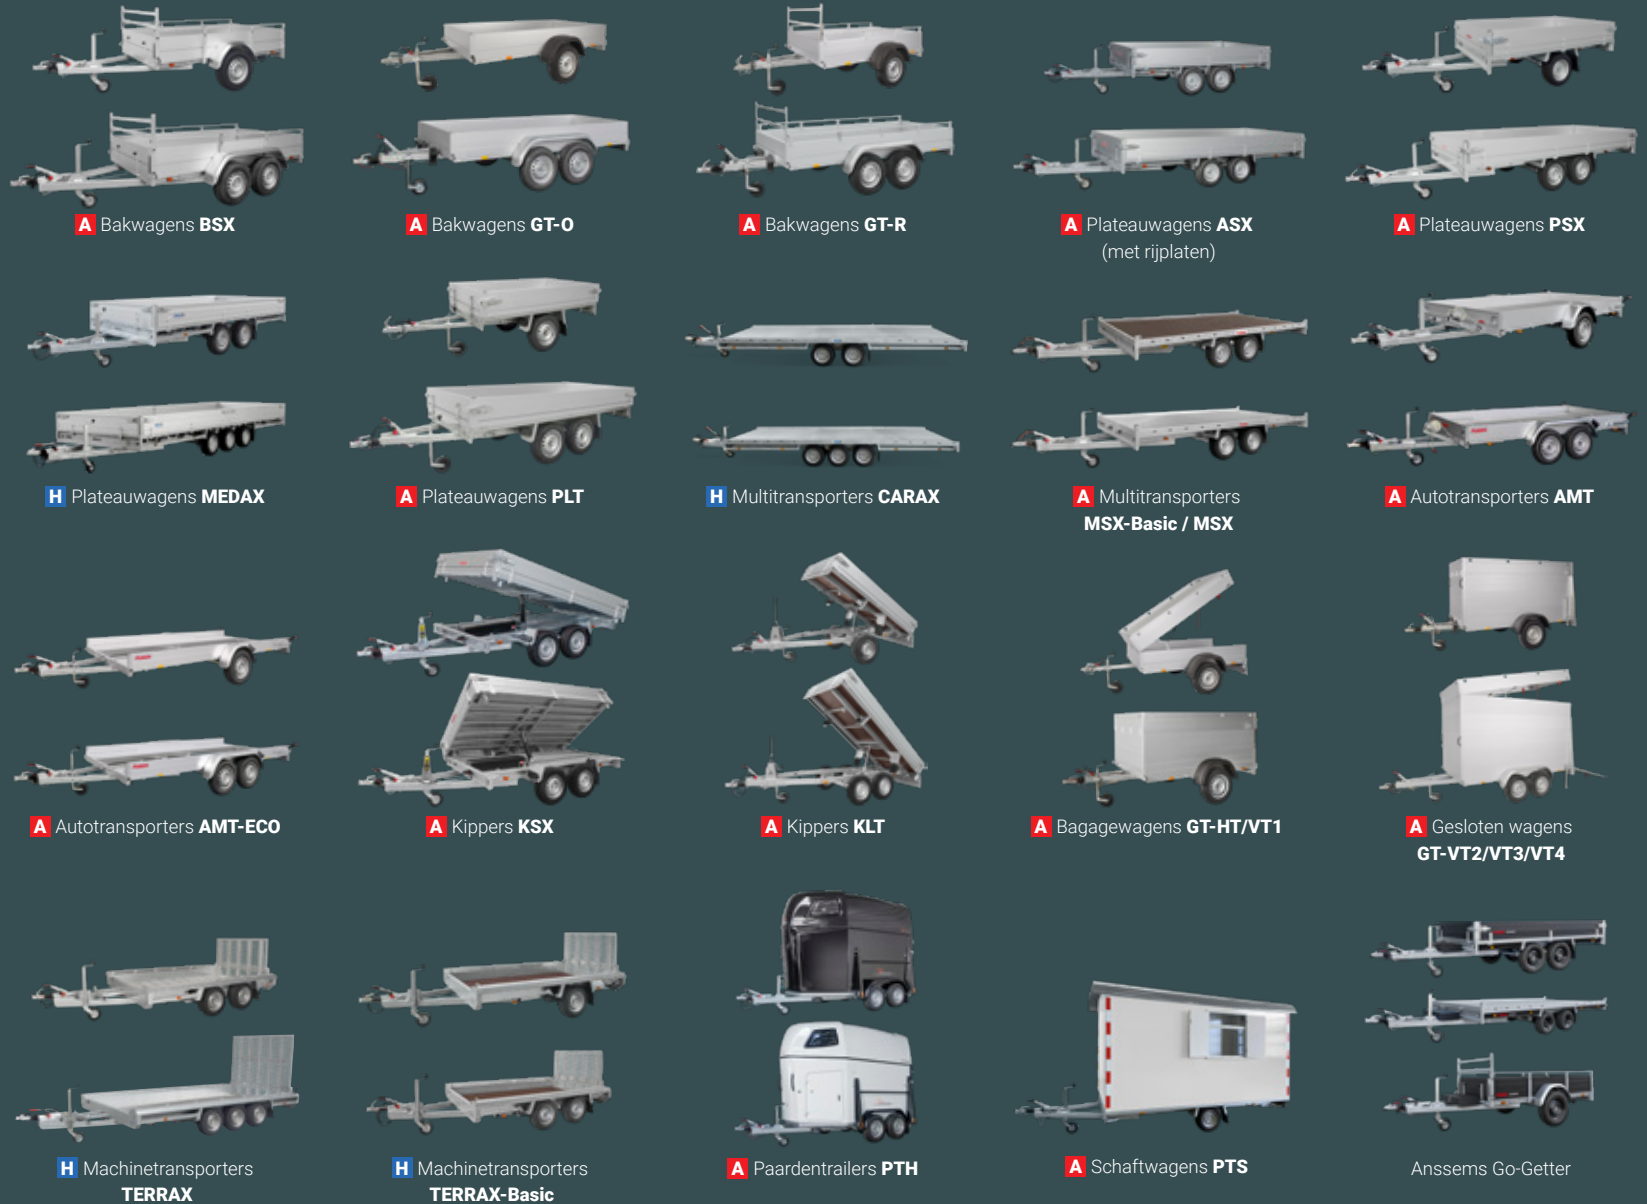 A Bakwagens BSX
A Bakwagens GT-O
A Bakwagens GT-R
A Plateauwagens ASX
(met rijplaten)
A Plateauwagens PSX
H Plateauwagens MEDAX
A Plateauwagens PLT
H Multitransporters CARAX
A Multitransporters
MSX-Basic / MSX
A Autotransporters AMT
A Autotransporters AMT-ECO
A Kippers KSX
A Kippers KLT
A Bagagewagens GT-HT/VT1
A Gesloten wagens
GT-VT2/VT3/VT4
H Machinetransporters
TERRAX
H Machinetransporters
TERRAX-Basic
A Paardentrailers PTH
A Schaftwagens PTS
Anssems Go-Getter